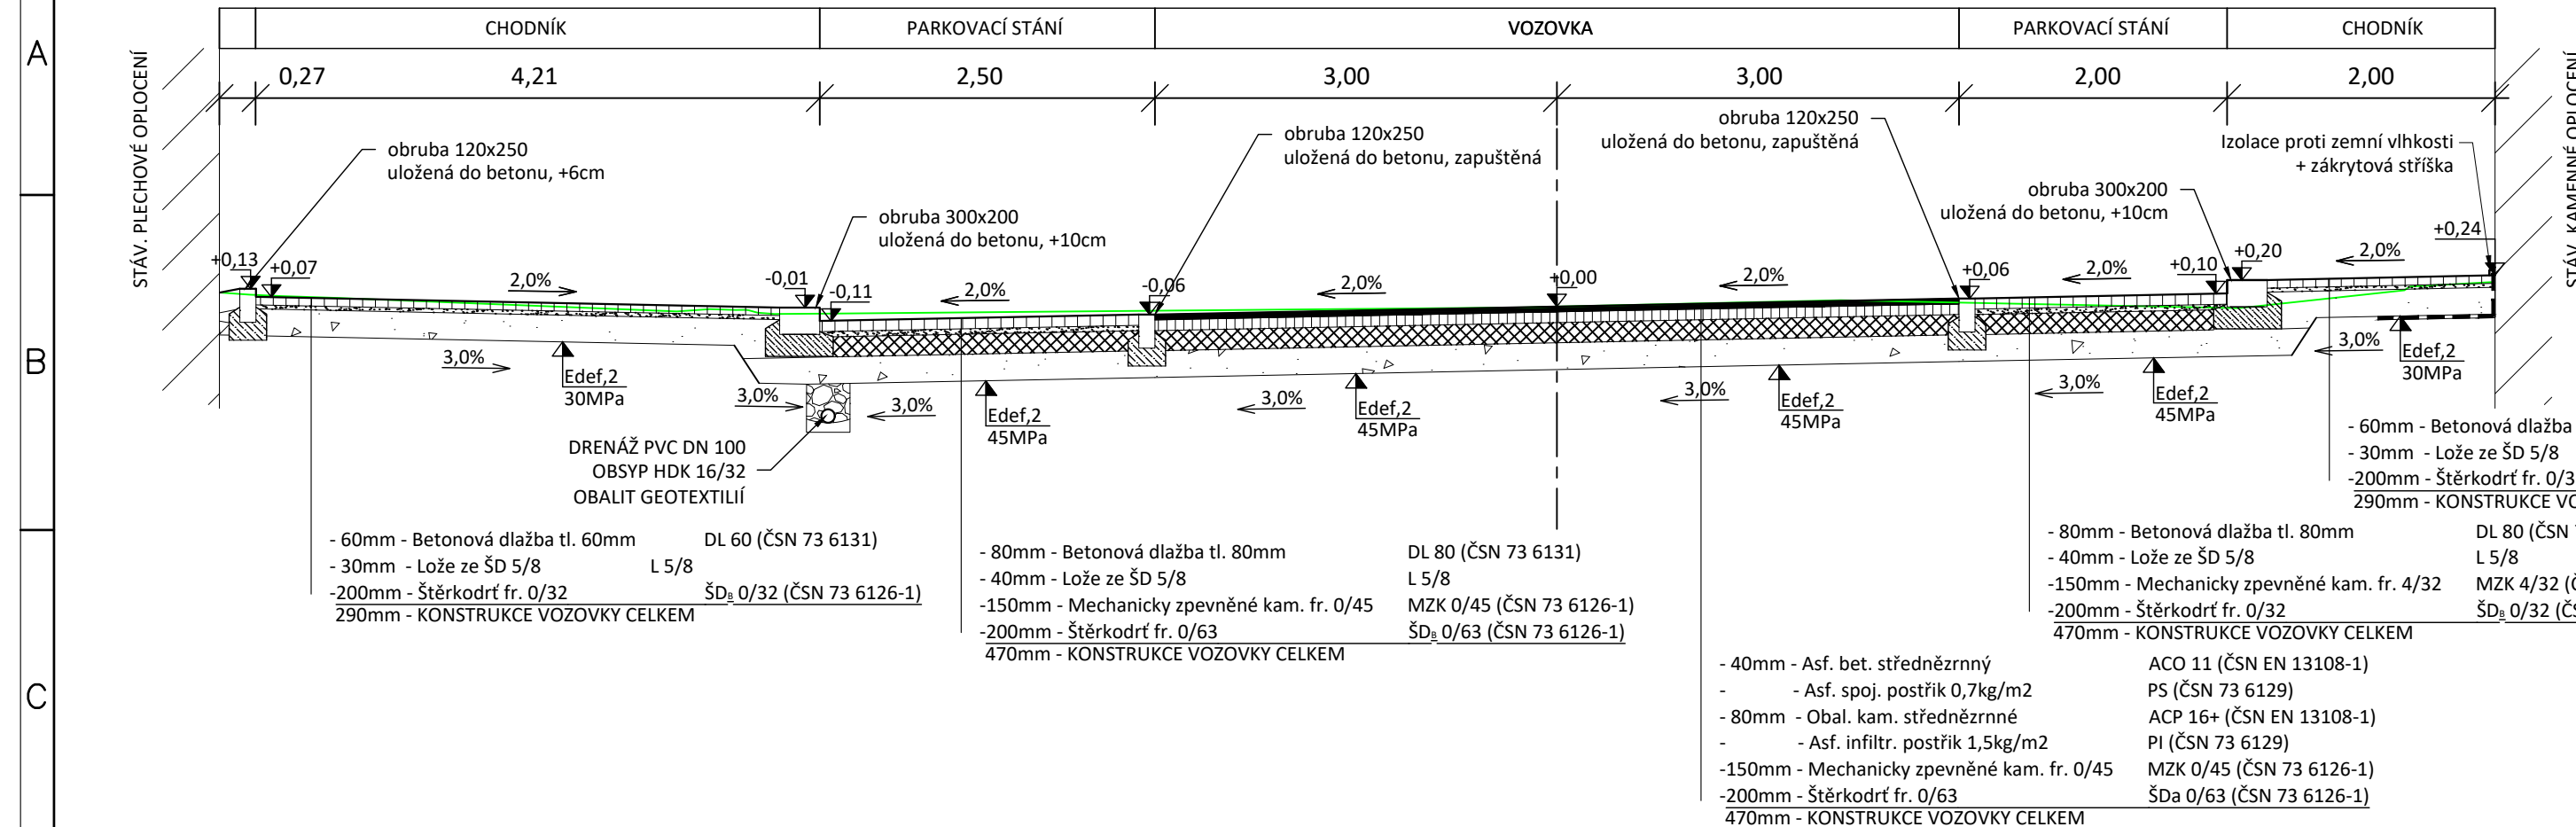 A
B
C
CHODNÍK
PARKOVACÍ STÁNÍ
VOZOVKA
PARKOVACÍ STÁNÍ
CHODNÍK
0,27
4,21
2,50
3,00
3,00
2,00
2,00
STÁV. PLECHOVÉ OPLOCENÍ
STÁV. KAMENNÉ OPLOCENÍ
obruba 120x250
uložená do betonu, +6cm
obruba 300x200
uložená do betonu, +10cm
obruba 120x250
uložená do betonu, zapuštěná
obruba 120x250
uložená do betonu, zapuštěná
obruba 300x200
uložená do betonu, +10cm
Izolace proti zemní vlhkosti
+ zákrytová stříška
+0,13
+0,07
2,0%
-0,01
-0,11
2,0%
-0,06
2,0%
+0,00
2,0%
+0,06
2,0%
+0,10
+0,20
2,0%
+0,24
3,0%
Edef,2
30MPa
3,0%
3,0%
Edef,2
45MPa
3,0%
Edef,2
45MPa
3,0%
Edef,2
45MPa
3,0%
Edef,2
45MPa
3,0%
Edef,2
30MPa
DRENÁŽ PVC DN 100
OBSYP HDK 16/32
OBALIT GEOTEXTILIÍ
- 60mm - Betonová dlažba tl. 60mm DL 60 (ČSN 73 6131)
- 30mm - Lože ze ŠD 5/8 L 5/8
-200mm - Štěrkodrť fr. 0/32 ŠDB 0/32 (ČSN 73 6126-1)
290mm - KONSTRUKCE VOZOVKY CELKEM
- 80mm - Betonová dlažba tl. 80mm DL 80 (ČSN 73 6131)
- 40mm - Lože ze ŠD 5/8 L 5/8
-150mm - Mechanicky zpevněné kam. fr. 0/45 MZK 0/45 (ČSN 73 6126-1)
-200mm - Štěrkodrť fr. 0/63 ŠDB 0/63 (ČSN 73 6126-1)
470mm - KONSTRUKCE VOZOVKY CELKEM
- 40mm - Asf. bet. střednězrnný ACO 11 (ČSN EN 13108-1)
- - Asf. spoj. postřik 0,7kg/m2 PS (ČSN 73 6129)
- 80mm - Obal. kam. střednězrnné ACP 16+ (ČSN EN 13108-1)
- - Asf. infiltr. postřik 1,5kg/m2 PI (ČSN 73 6129)
-150mm - Mechanicky zpevněné kam. fr. 0/45 MZK 0/45 (ČSN 73 6126-1)
-200mm - Štěrkodrť fr. 0/63 ŠDa 0/63 (ČSN 73 6126-1)
470mm - KONSTRUKCE VOZOVKY CELKEM
- 80mm - Betonová dlažba tl. 80mm DL 80 (ČSN
- 40mm - Lože ze ŠD 5/8 L 5/8
-150mm - Mechanicky zpevněné kam. fr. 4/32 MZK 4/32
-200mm - Štěrkodrť fr. 0/32 ŠDB 0/32
470mm - KONSTRUKCE VOZOVKY CELKEM
- 60mm - Betonová dlažba
- 30mm - Lože ze ŠD 5/8
-200mm - Štěrkodrť fr. 0/3
290mm - KONSTRUKCE VO